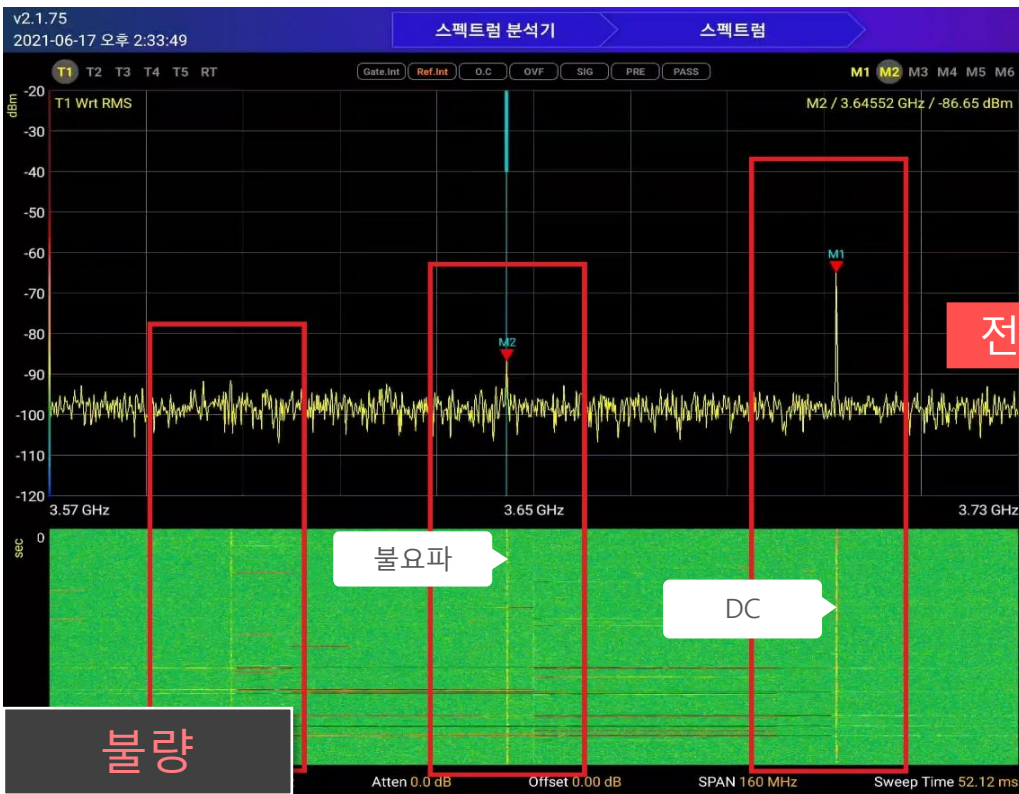 v2.1.75
2021-06-17 오후 2:33:49
스펙트럼 분석기
스펙트럼
T1 T2 T3 T4 T5 RT
Gate.Int Ref.Int O.C OVF SIG PRE PASS
M1 M2 M3 M4 M5 M6
dBm
T1 Wrt RMS
M2 / 3.64552 GHz / -86.65 dBm
-20
-30
-40
-50
-60
-70
-80
-90
-100
-110
-120
M1
M2
전
3.57 GHz
3.65 GHz
3.73 GHz
sec
0
불요파
DC
불량
Atten 0.0 dB
Offset 0.00 dB
SPAN 160 MHz
Sweep Time 52.12 ms